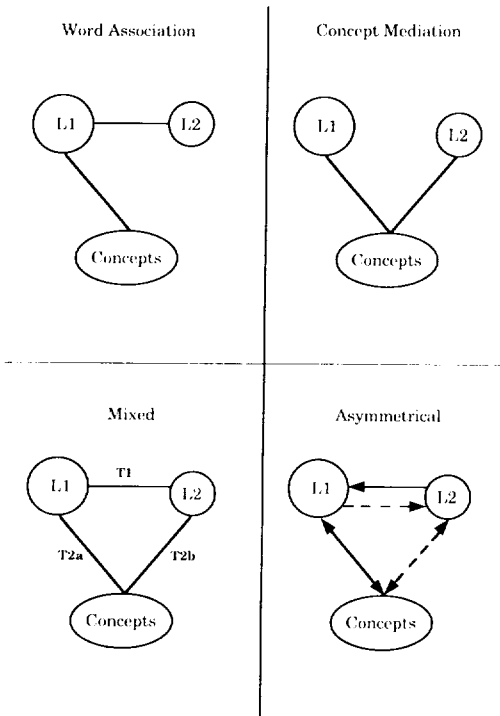 Word Association
L1
L2
Concepts
Concept Mediation
L1
L2
Concepts
Mixed
T1
L1
L2
T2a
T2b
Concepts
Asymmetrical
L1
L2
Concepts